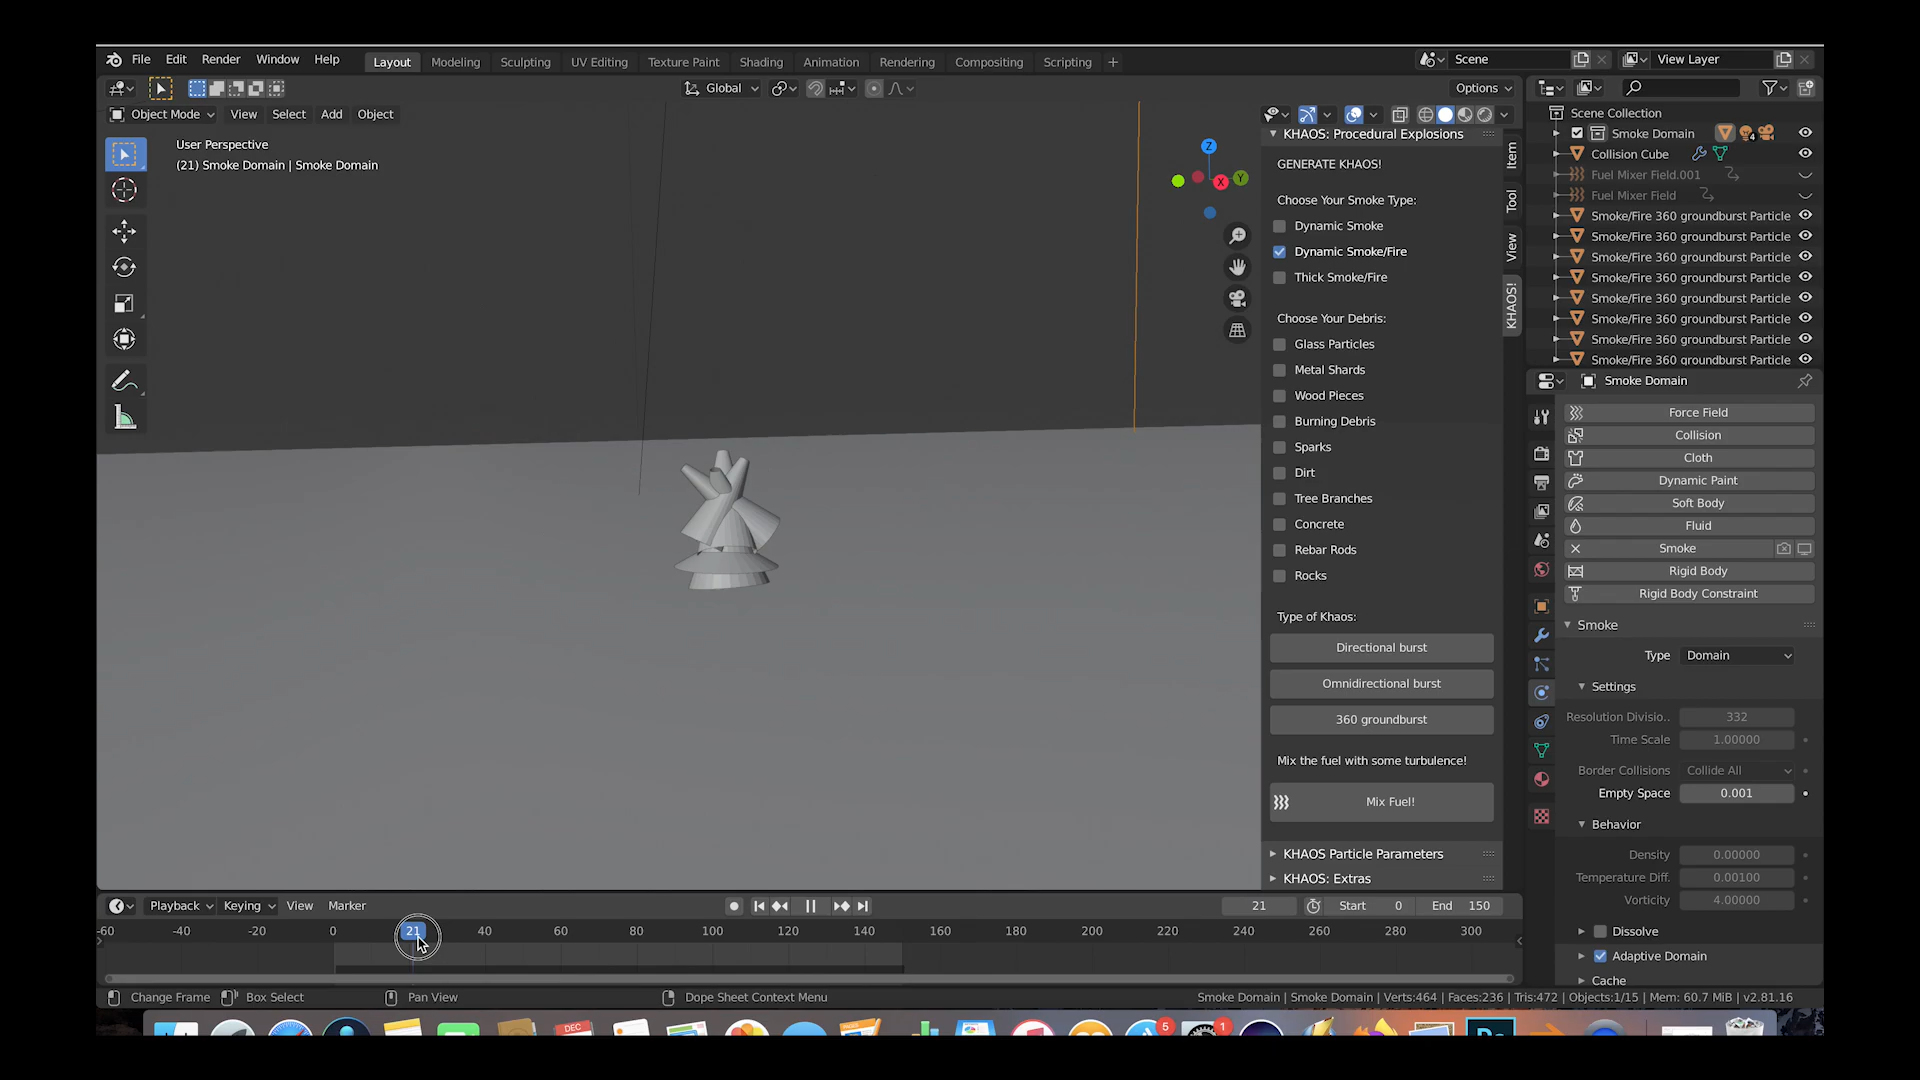 File Edit Render Window Help Layout Modeling Sculpting UV Editing Texture Paint Shading Animation Rendering Compositing Scripting + Scene View Layer
Global Options
Object Mode View Select Add Object
User Perspective
(21) Smoke Domain | Smoke Domain
Z
X
Y
KHAOS: Procedural Explosions
GENERATE KHAOS!
Choose Your Smoke Type:
Dynamic Smoke
Dynamic Smoke/Fire
Thick Smoke/Fire
Choose Your Debris:
Glass Particles
Metal Shards
Wood Pieces
Burning Debris
Sparks
Dirt
Tree Branches
Concrete
Rebar Rods
Rocks
Type of Khaos:
Directional burst
Omnidirectional burst
360 groundburst
Mix the fuel with some turbulence!
Mix Fuel!
KHAOS Particle Parameters
KHAOS: Extras
Item
Tool
View
KHAOS!
Scene Collection
Smoke Domain 4
Collision Cube
Fuel Mixer Field.001
Fuel Mixer Field
Smoke/Fire 360 groundburst Particle
Smoke/Fire 360 groundburst Particle
Smoke/Fire 360 groundburst Particle
Smoke/Fire 360 groundburst Particle
Smoke/Fire 360 groundburst Particle
Smoke/Fire 360 groundburst Particle
Smoke/Fire 360 groundburst Particle
Smoke/Fire 360 groundburst Particle
Smoke Domain
Force Field
Collision
Cloth
Dynamic Paint
Soft Body
Fluid
Smoke
Rigid Body
Rigid Body Constraint
Smoke
Type Domain
Settings
Resolution Divisio.. 332
Time Scale 1.00000
Border Collisions Collide All
Empty Space 0.001
Behavior
Density 0.00000
Temperature Diff. 0.00100
Vorticity 4.00000
Dissolve
Adaptive Domain
Cache
Playback Keying View Marker 21 Start 0 End 150
-60 -40 -20 0 21 40 60 80 100 120 140 160 180 200 220 240 260 280 300
Change Frame Box Select Pan View Dope Sheet Context Menu Smoke Domain | Smoke Domain | Verts:464 | Faces:236 | Tris:472 | Objects:1/15 | Mem: 60.7 MiB | v2.81.16
DEC 5 1